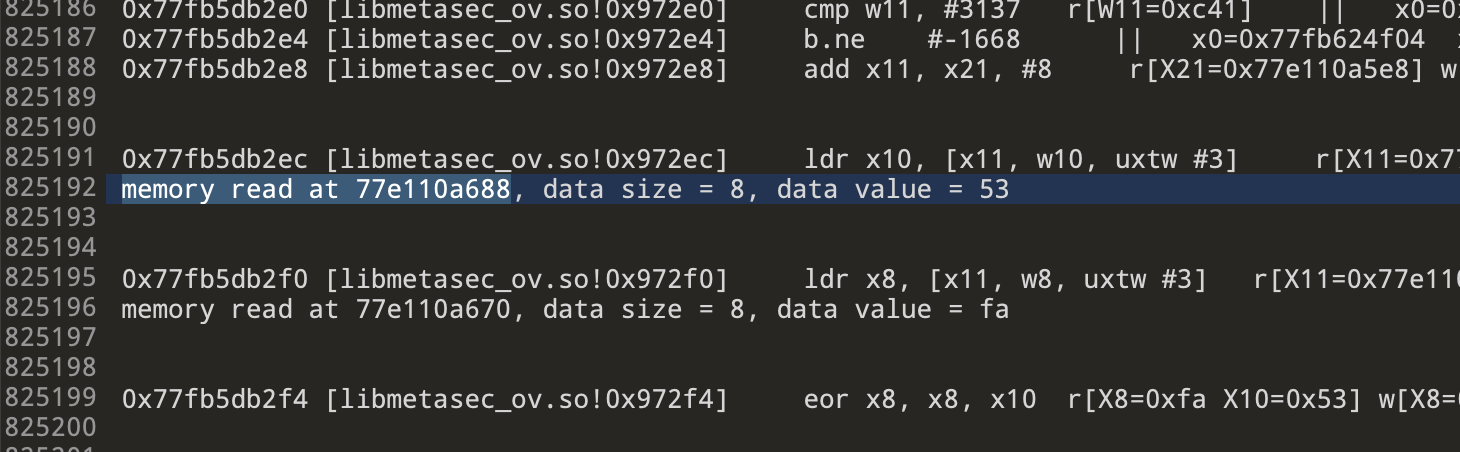 825186 0x77fb5db2e0 [libmetasec_ov.so!0x972e0] cmp w11, #3137 r[W11=0xc41] || x0=0
825187 0x77fb5db2e4 [libmetasec_ov.so!0x972e4] b.ne #-1668 || x0=0x77fb624f04
825188 0x77fb5db2e8 [libmetasec_ov.so!0x972e8] add x11, x21, #8 r[X21=0x77e110a5e8] w
825189
825190
825191 0x77fb5db2ec [libmetasec_ov.so!0x972ec] ldr x10, [x11, w10, uxtw #3] r[X11=0x77
825192 memory read at 77e110a688, data size = 8, data value = 53
825193
825194
825195 0x77fb5db2f0 [libmetasec_ov.so!0x972f0] ldr x8, [x11, w8, uxtw #3] r[X11=0x77e110
825196 memory read at 77e110a670, data size = 8, data value = fa
825197
825198
825199 0x77fb5db2f4 [libmetasec_ov.so!0x972f4] eor x8, x8, x10 r[X8=0xfa X10=0x53] w[X8=
825200